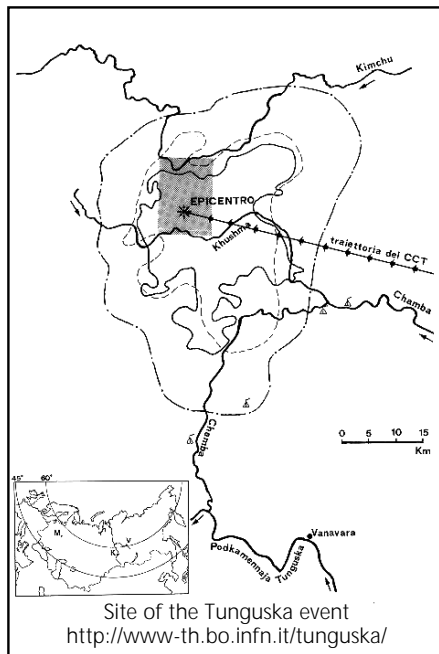 Kimchu
EPICENTRO
Khushma
traiettoria del CCT
Chamba
Chamba
0 5 10 15
Km
45° 60°
M.
V
K.
Vanavara
Podkamennaja Tunguska
Site of the Tunguska event
http://www-th.bo.infn.it/tunguska/